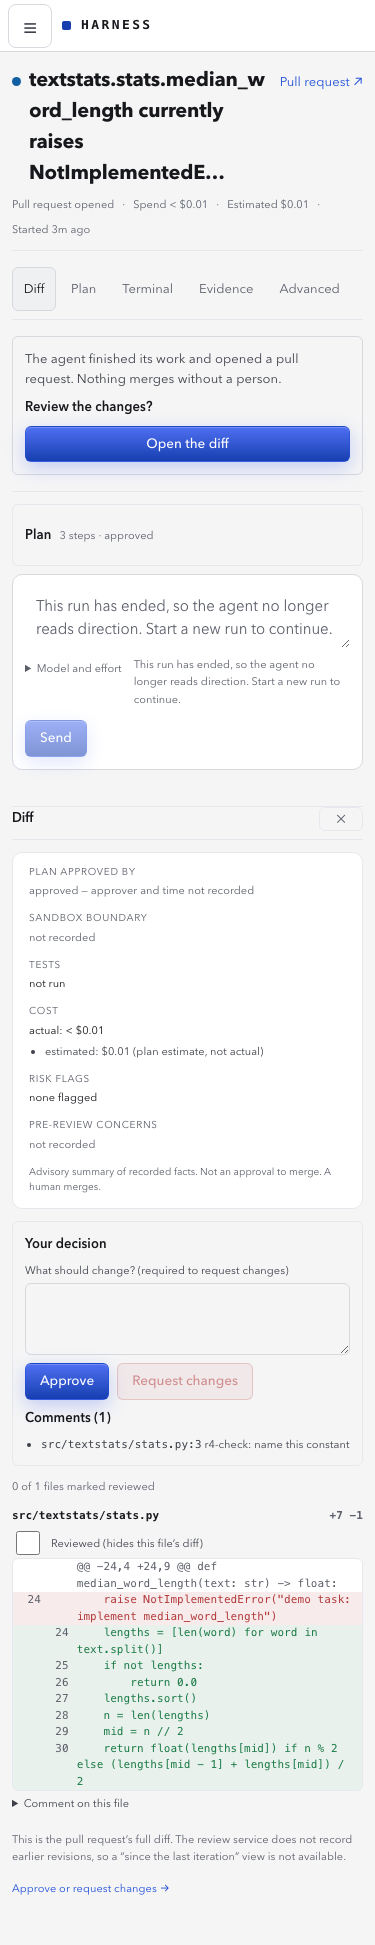 HARNESS
textstats.stats.median_w
ord_length currently
raises
NotImplementedE...
Pull request ↗
Pull request opened · Spend < $0.01 · Estimated $0.01 ·
Started 3m ago
Diff Plan Terminal Evidence Advanced
The agent finished its work and opened a pull
request. Nothing merges without a person.
Review the changes?
Open the diff
Plan 3 steps · approved
This run has ended, so the agent no longer
reads direction. Start a new run to continue.
▶ Model and effort
This run has ended, so the agent no
longer reads direction. Start a new run to
continue.
Send
Diff
×
PLAN APPROVED BY
approved — approver and time not recorded
SANDBOX BOUNDARY
not recorded
TESTS
not run
COST
actual: < $0.01
• estimated: $0.01 (plan estimate, not actual)
RISK FLAGS
none flagged
PRE-REVIEW CONCERNS
not recorded
Advisory summary of recorded facts. Not an approval to merge. A
human merges.
Your decision
What should change? (required to request changes)
Approve Request changes
Comments (1)
• src/textstats/stats.py:3 r4-check: name this constant
0 of 1 files marked reviewed
src/textstats/stats.py +7 −1
Reviewed (hides this file's diff)
@@ -24,4 +24,9 @@ def
median_word_length(text: str) -> float:
24 raise NotImplementedError("demo task:
implement median_word_length")
24 lengths = [len(word) for word in
text.split()]
25 if not lengths:
26 return 0.0
27 lengths.sort()
28 n = len(lengths)
29 mid = n // 2
30 return float(lengths[mid]) if n % 2
else (lengths[mid - 1] + lengths[mid]) /
2
▶ Comment on this file
This is the pull request's full diff. The review service does not record
earlier revisions, so a “since the last iteration” view is not available.
Approve or request changes →